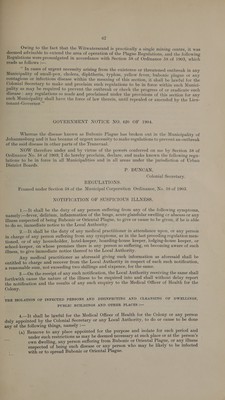 67
Owing to the fact that the Witwatersrand is practically a single mining centre, it was
deemed advisable to extend the area of operation of the Plague Regulations, and the following
Regulations were promulgated in accordance with Section 58 of Ordinance 58 of 1903, which
reads as follows :—
" In cases of urgent necessity arising from the existence or threatened outbreak in any
Municipality of small-pox, cholera, diphtheria, typhus, yellow fever, bubonic plague or any
contagious or infectious disease within the meaning of this section, it shall be lawful for the
Colonial Secretary to make and proclaim such regulations to be in force within such Munici-
pality as may be required to prevent the outbreak or check the progress of or eradicate such
disease ; any regulations so made and proclaimed under the provisions of this section for any
such Municipality shall have the force of law therein, until repealed or amended by the Lieu-
tenant-Governor."
GOVERNMENT NOTICE NO. OF 1904.
Whereas the disease known as Bubonic Plague has broken out in the Municipality of
Johannesburg and it has become of urgent necessity to make regulations to prevent an outbreak
of the said disease in other parts of the Transvaal.
NOW therefore under and by virtue of the powers conferred on me by Section 58 of
Ordinance No. 58 of 1903, I do hereby proclaim, declare, and make known the following regu-
lations to be in force in all Municipalities and in all areas under the jurisdiction of Urban
District Boards.
P. DUNCAN,
Colonial Secretary.
REGULATIONS
Framed under Section 58 of the Municipal Corporation Ordinance, No. 58 of 1903.
NOTIFICATION OF SUSPICIOUS ILLNESS.
1.—It shall be the duty of any person suffering from any of the following symptoms,
namely :—fever, delirium, inflammation of the lungs, acute glandular swelling or abscess or any
illness suspected of being Bubonic or Oriental Plague, to give or cause to be given, if he is able
to do so, immediate notice to the Local Authority.
2.—It shall be the duty of any medical practitioner in attendance upon, or any person
in charge of any person suffering from any symptom, as in the last preceding regulation men-
tioned, or of any householder, hotel-keeper, boarding-house keeper, lodging-house keeper, or
school-keeper, on whose premises there is any person so suffering, on becoming aware of such
illness, to give immediate notice thereof to the Local Authority.
Any medical practitioner as aforesaid giving such information as aforesaid shall be
entitled to charge and recover from the Local Authority in respect of each such notification,
a reasonable cost, not exceeding two shillings and sixpence for the same.
3.—On the receipt of any such notification, the Local Authority receiving the same shall
forthwith cause the matter of the illness to be enquired into and shall without delay report
the notification and the results of any such enquiry to the Medical Officer of Health for the
Colony.
THE ISOLATION OF INFECTED PERSONS AND DISINFECTING AND CLEANSING OF DWELLINGS,
PUBLIC BUILDINGS AND OTHER PLACES :—
4.—It shall be lawful for the Medical Officer of Health for the Colony or any person
duly appointed by the Colonial Secretary or any Local Authority, to do or cause to be done
any of the following things, namely :—
(a) Remove to any place appointed for the purpose and isolate for such period and
under such restrictions as may be deemed necessary at such place or at the person's
own dwelling, any person suffering from Bubonic or Oriental Plague, or any illness
suspected of being such disease or any person who may be likely to be infected
with or to spread Bubonic or Oriental Plague.